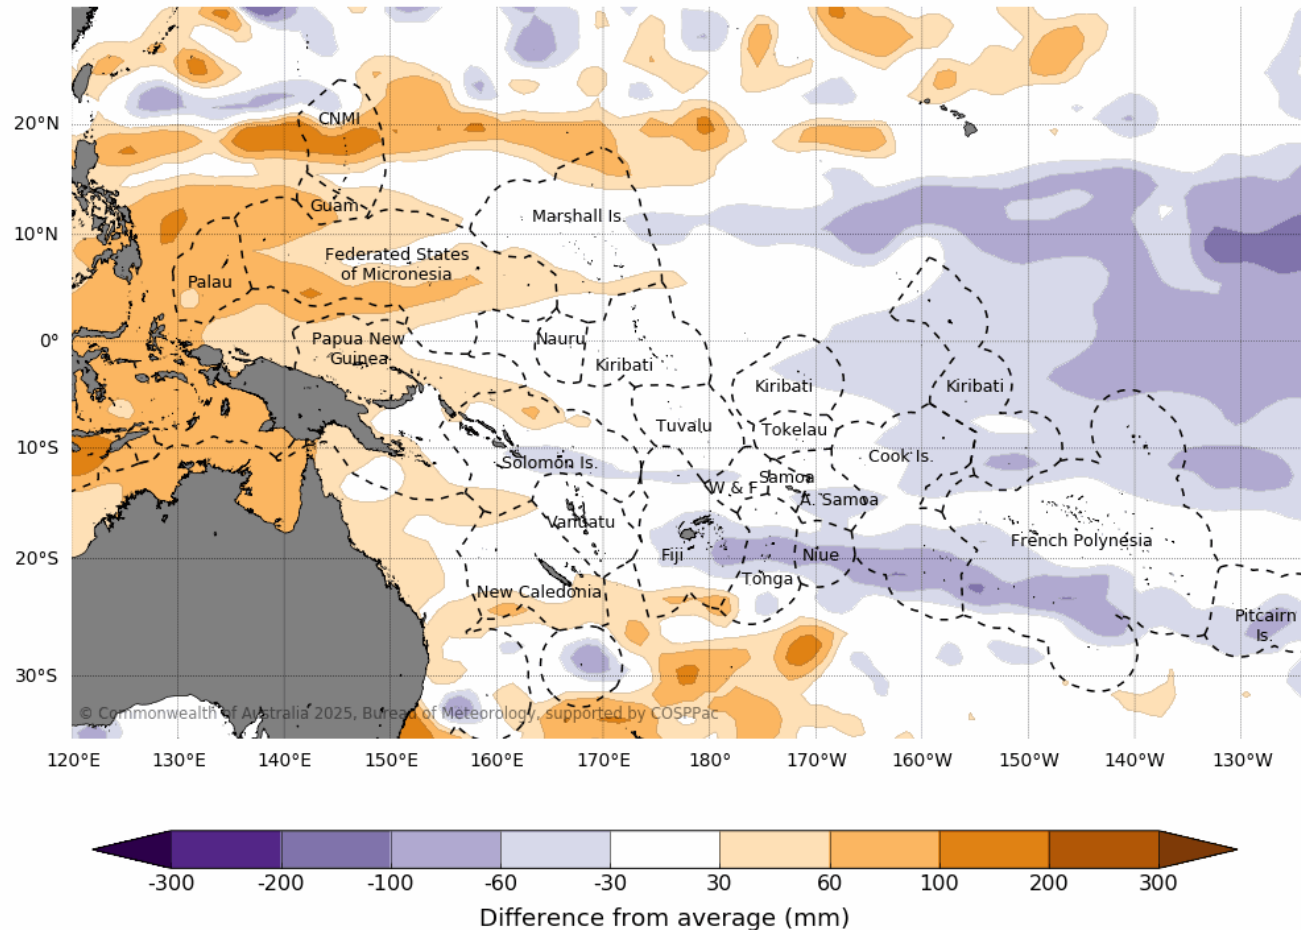 CNMI
20°N
Guam
Marshall Is.
10°N
Federated States
of Micronesia
Palau
0°
Papua New
Guinea
Nauru
Kiribati
Kiribati
Kiribati
Tuvalu
Tokelau
10°S
Solomon Is.
Cook Is.
W & F
Samoa
A. Samoa
Vanuatu
French Polynesia
20°S
Fiji
Niue
Tonga
New Caledonia
Pitcairn
Is.
30°S
© Commonwealth of Australia 2025, Bureau of Meteorology, supported by COSPPac
120°E 130°E 140°E 150°E 160°E 170°E 180° 170°W 160°W 150°W 140°W 130°W
-300 -200 -100 -60 -30 30 60 100 200 300
Difference from average (mm)